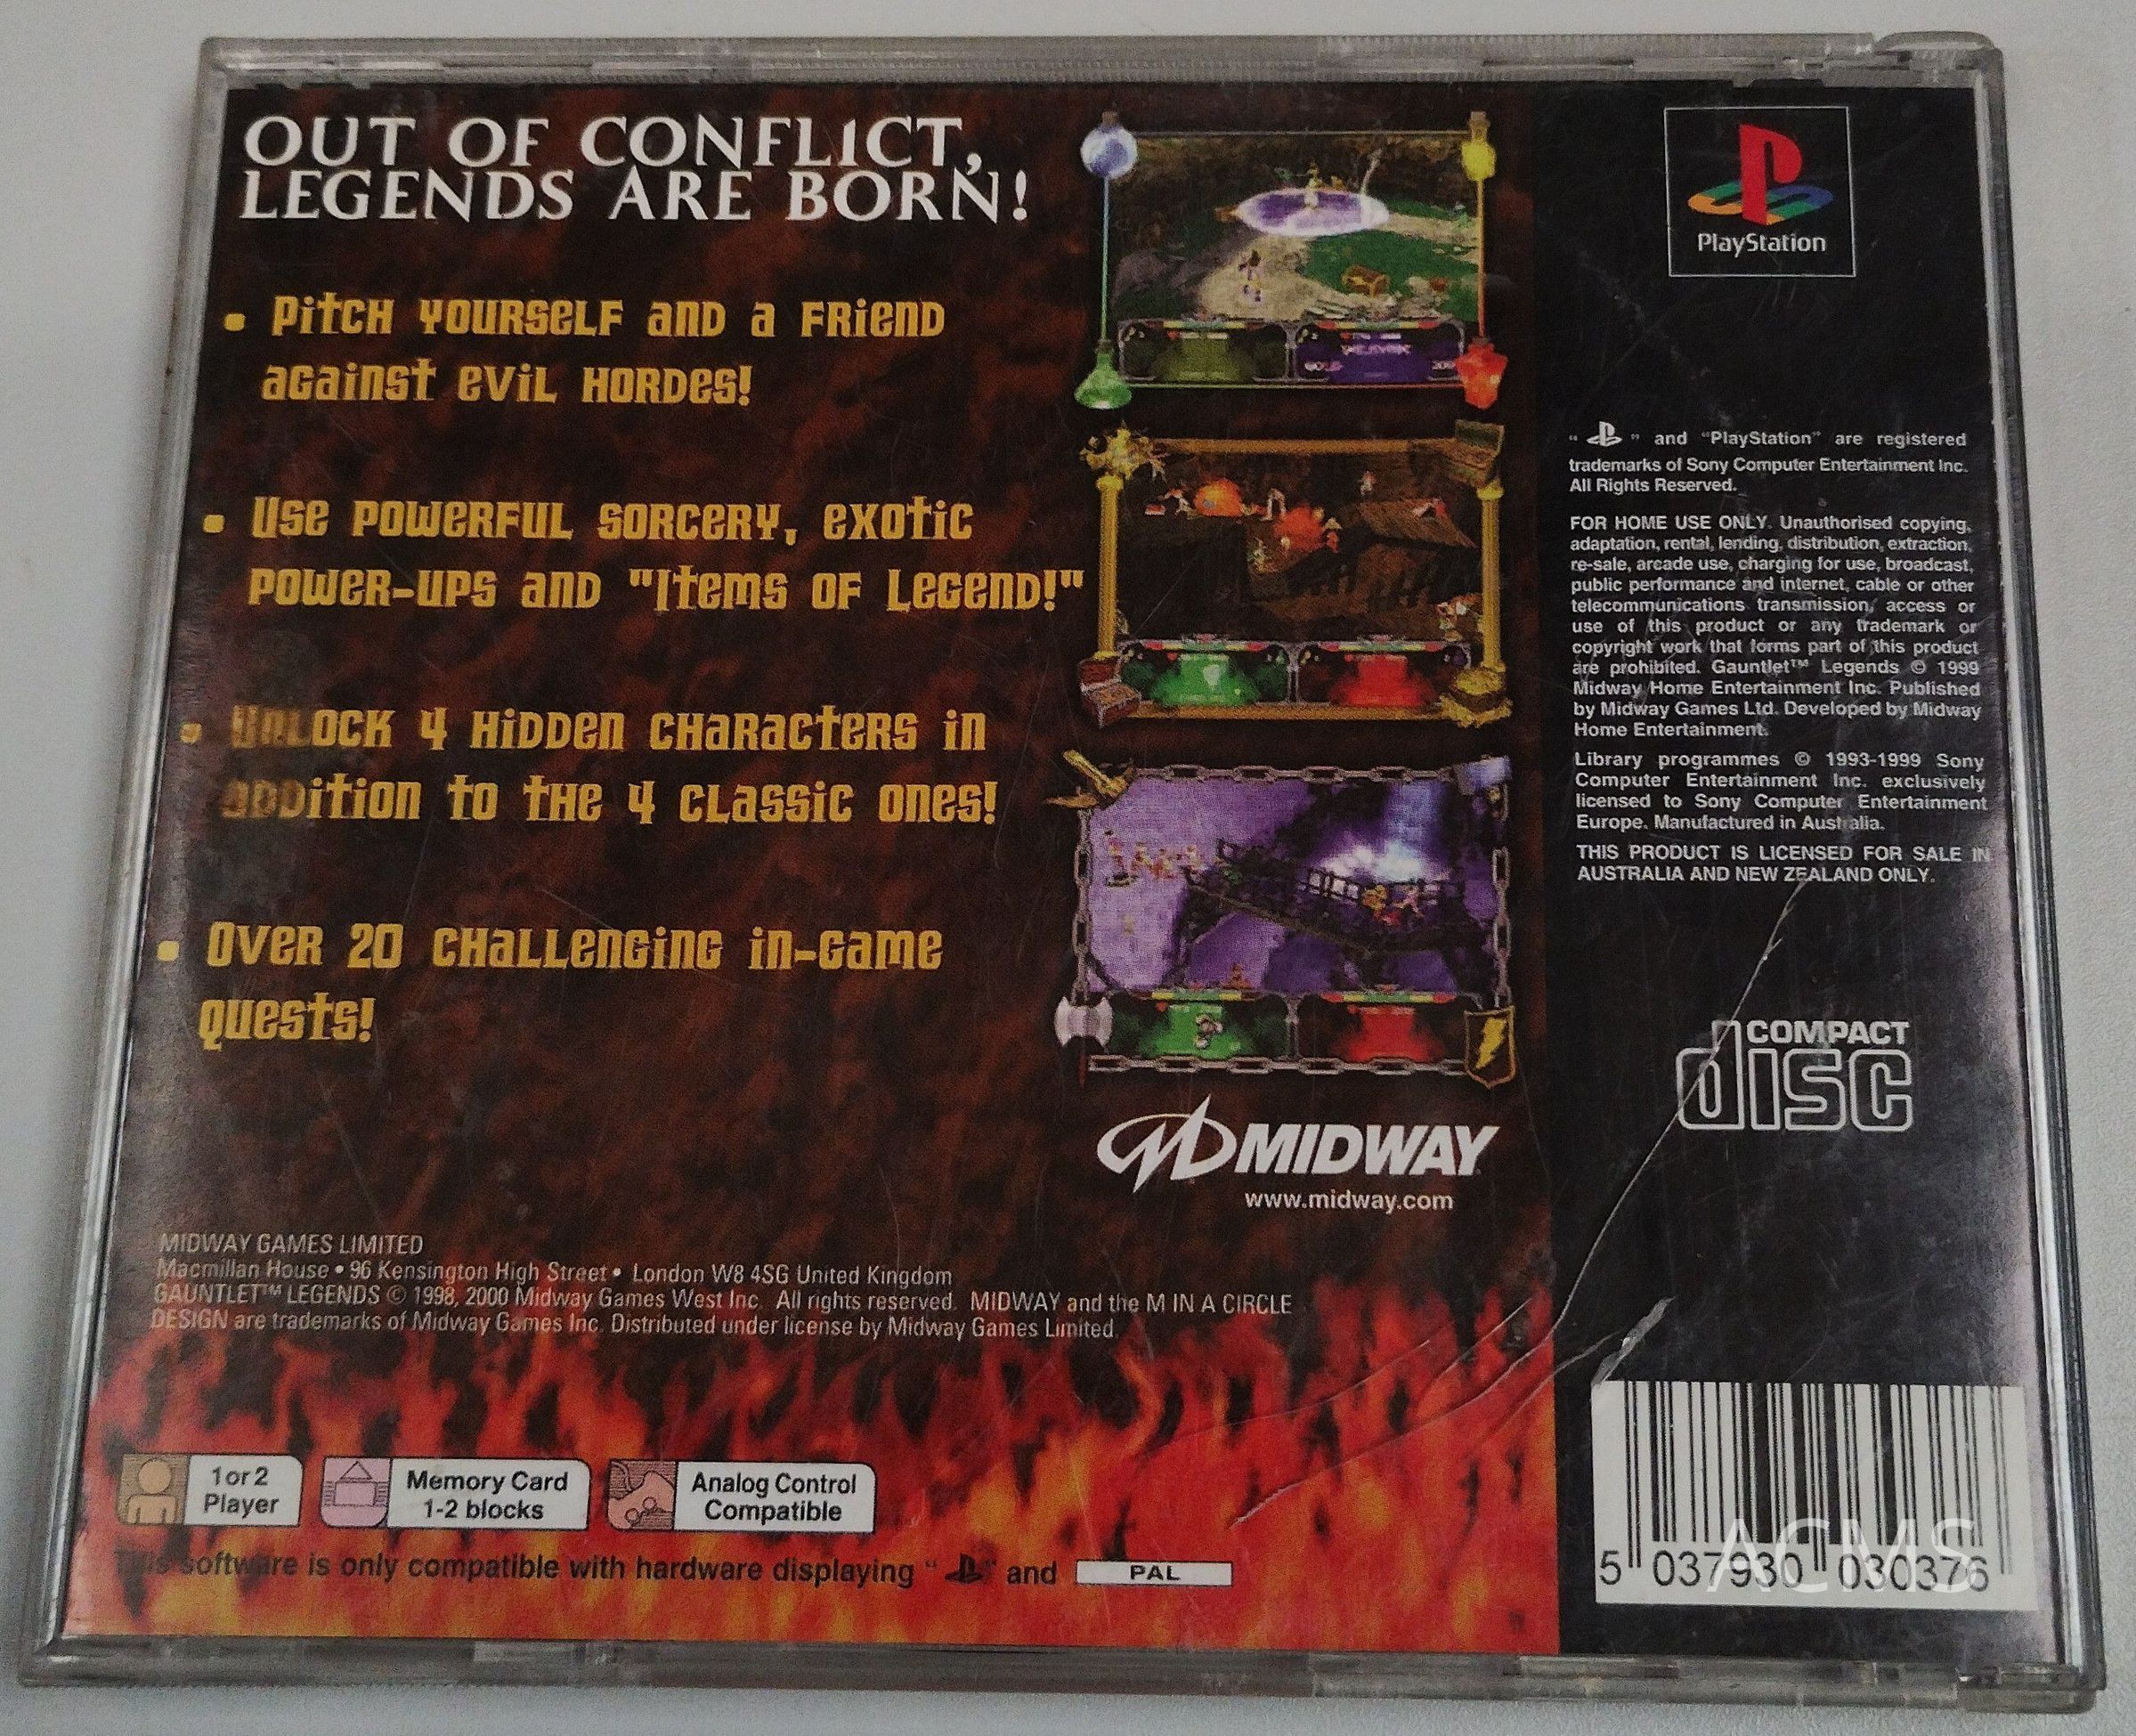 OUT OF CONFLICT,
LEGENDS ARE BORN!
• Pitch yourself and a friend
against evil hordes!
• Use powerful sorcery, exotic
power-ups and "Items of Legend!"
• Unlock 4 hidden characters in
addition to the 4 classic ones!
• Over 20 challenging in-game
quests!
MIDWAY
www.midway.com
MIDWAY GAMES LIMITED
Macmillan House • 96 Kensington High Street • London W8 4SG United Kingdom
GAUNTLET™ LEGENDS © 1998, 2000 Midway Games West Inc. All rights reserved. MIDWAY and the M IN A CIRCLE
DESIGN are trademarks of Midway Games Inc. Distributed under license by Midway Games Limited.
1 or 2
Player
Memory Card
1-2 blocks
Analog Control
Compatible
This software is only compatible with hardware displaying " " and PAL
PlayStation
" " and "PlayStation" are registered
trademarks of Sony Computer Entertainment Inc.
All Rights Reserved.
FOR HOME USE ONLY. Unauthorised copying,
adaptation, rental, lending, distribution, extraction,
re-sale, arcade use, charging for use, broadcast,
public performance and internet, cable or other
telecommunications transmission, access or
use of this product or any trademark or
copyright work that forms part of this product
are prohibited. Gauntlet™ Legends © 1999
Midway Home Entertainment Inc. Published
by Midway Games Ltd. Developed by Midway
Home Entertainment.
Library programmes © 1993-1999 Sony
Computer Entertainment Inc. exclusively
licensed to Sony Computer Entertainment
Europe. Manufactured in Australia.
THIS PRODUCT IS LICENSED FOR SALE IN
AUSTRALIA AND NEW ZEALAND ONLY.
COMPACT
disc
5 037930 030376
ACMS